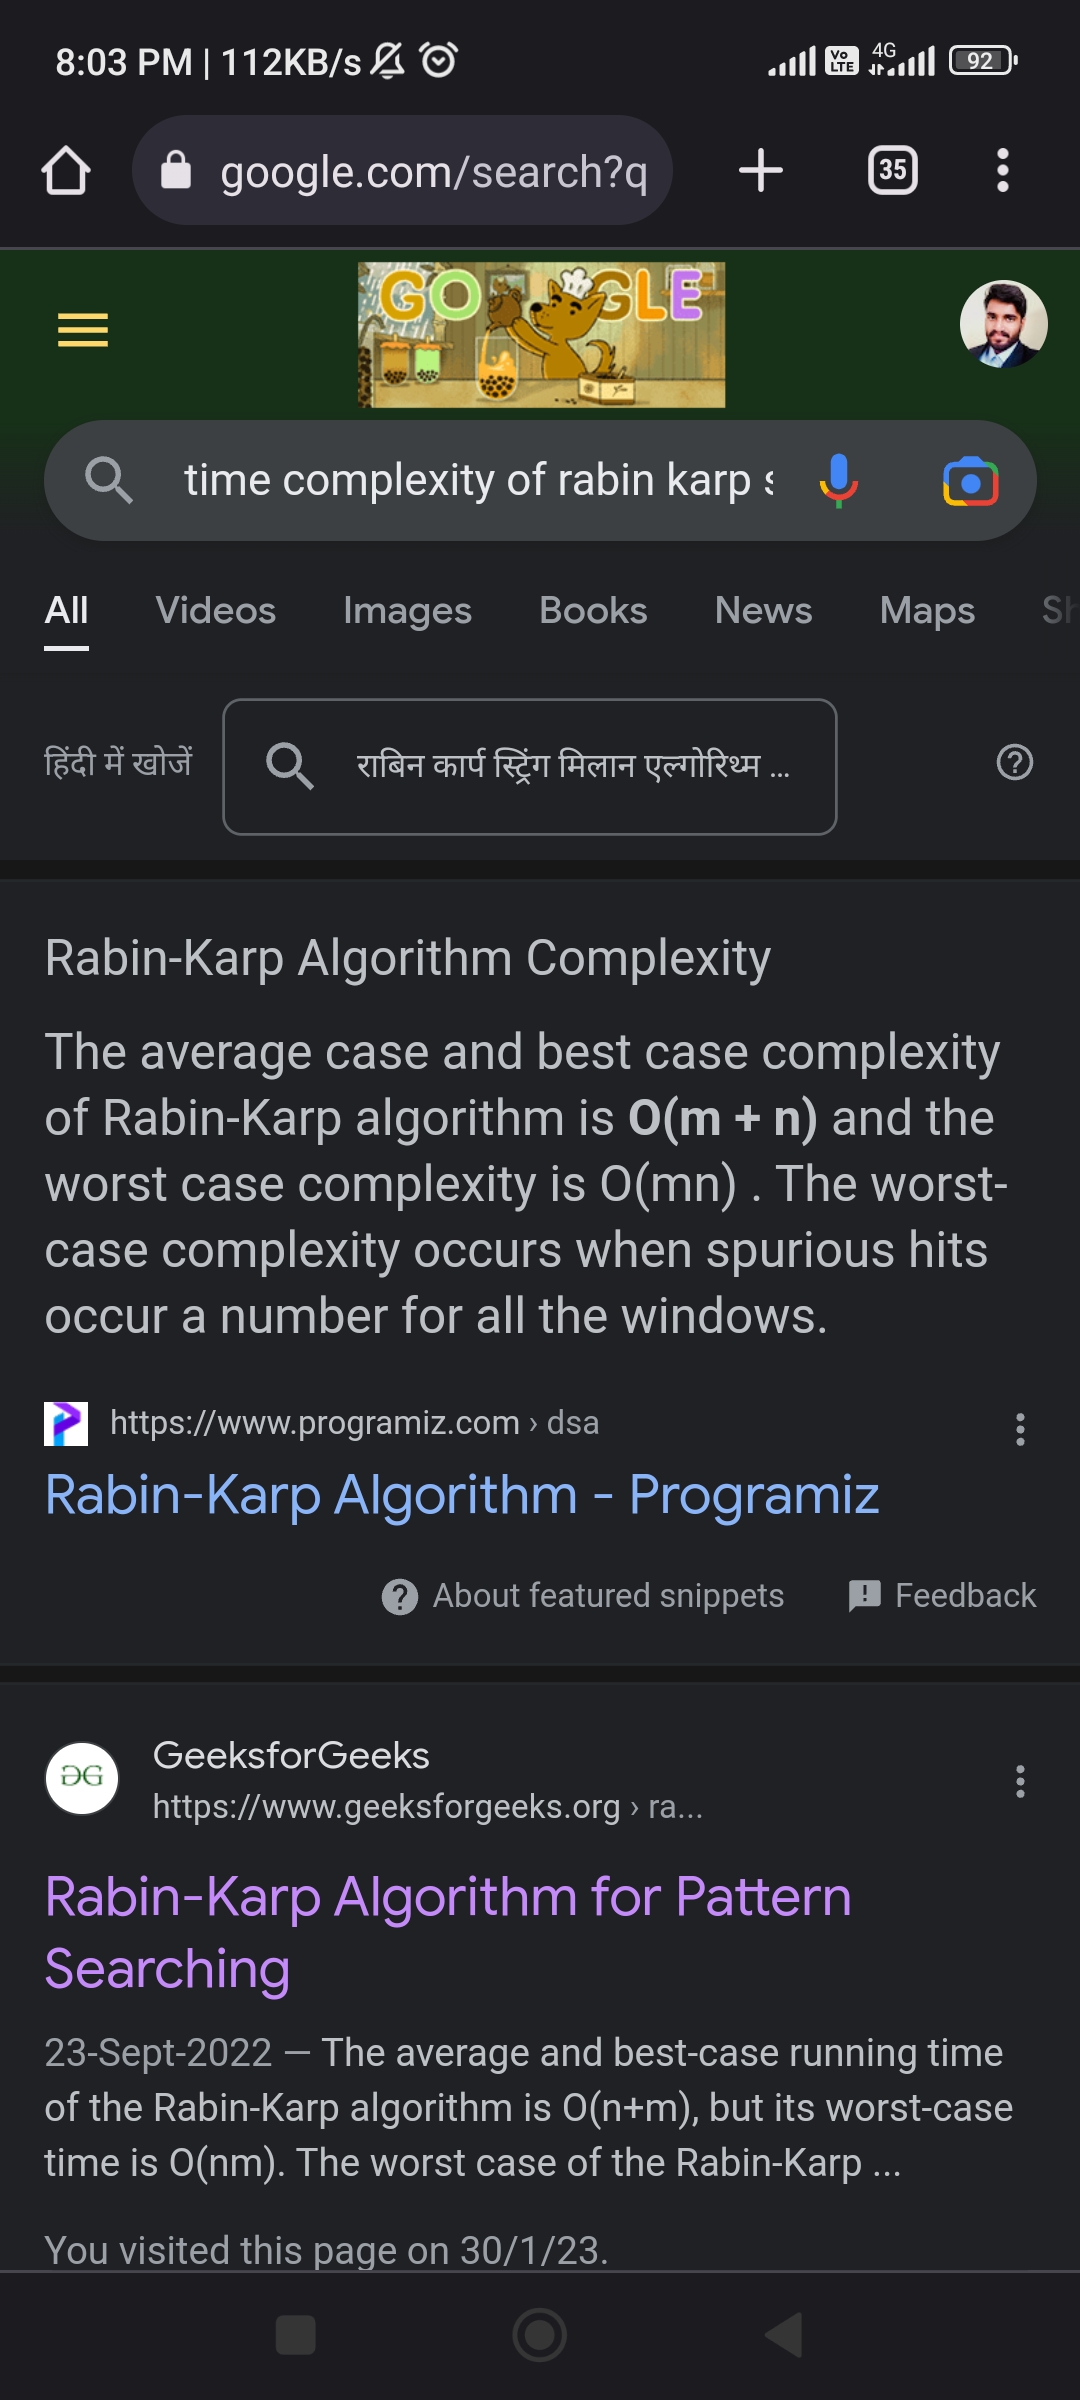 8:03 PM | 112KB/s Vo LTE 4G 92
google.com/search?q 35
GOOGLE
time complexity of rabin karp s
All Videos Images Books News Maps Sh
हिंदी में खोजें राबिन कार्प स्ट्रिंग मिलान एल्गोरिथ्म ...
Rabin-Karp Algorithm Complexity
The average case and best case complexity
of Rabin-Karp algorithm is O(m + n) and the
worst case complexity is O(mn) . The worst-
case complexity occurs when spurious hits
occur a number for all the windows.
https://www.programiz.com › dsa
Rabin-Karp Algorithm - Programiz
About featured snippets Feedback
GeeksforGeeks
https://www.geeksforgeeks.org › ra...
Rabin-Karp Algorithm for Pattern
Searching
23-Sept-2022 — The average and best-case running time
of the Rabin-Karp algorithm is O(n+m), but its worst-case
time is O(nm). The worst case of the Rabin-Karp ...
You visited this page on 30/1/23.